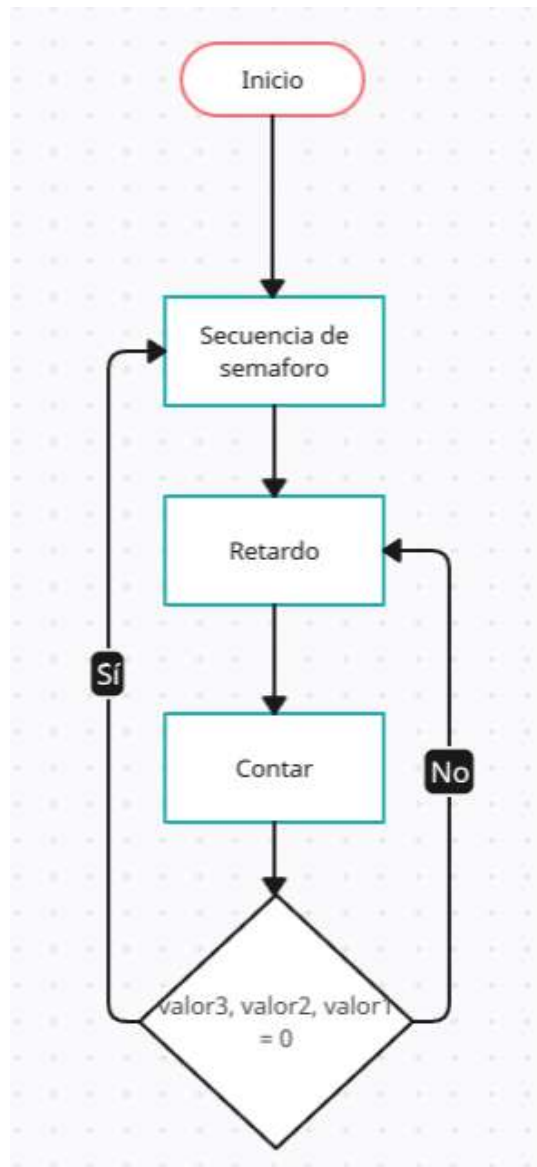 Inicio
Secuencia de
semaforo
Retardo
Sí
Contar
No
valor3, valor2, valor1
= 0